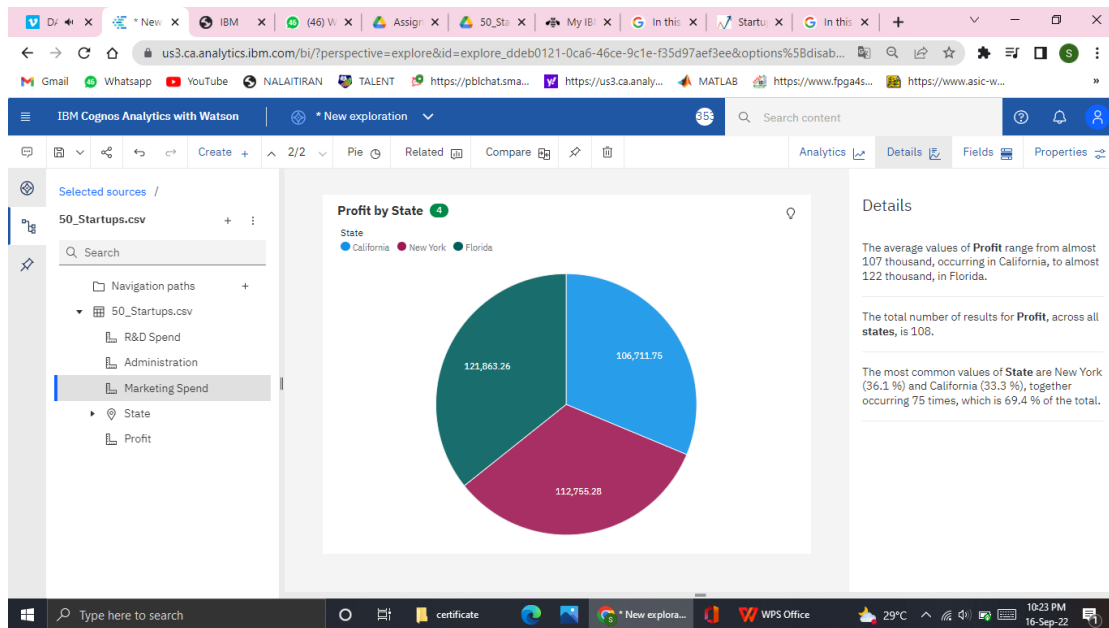 DA
* New
IBM
(46) W
Assign
50_Sta
My IB
In this
Startu
In this
us3.ca.analytics.ibm.com/bi/?perspective=explore&id=explore_ddeb0121-0ca6-46ce-9c1e-f35d97aef3ee&options%5Bdisab...
S
Gmail
Whatsapp
YouTube
NALAITIRAN
TALENT
https://pblchat.sma...
https://us3.ca.analy...
MATLAB
https://www.fpga4s...
https://www.asic-w...
»
IBM Cognos Analytics with Watson
* New exploration
353
Search content
Create +
2/2
Pie
Related
Compare
Analytics
Details
Fields
Properties
Selected sources /
50_Startups.csv
Search
Navigation paths
50_Startups.csv
R&D Spend
Administration
Marketing Spend
State
Profit
Profit by State 4
State
California New York Florida
121,863.26
106,711.75
112,755.28
Details
The average values of Profit range from almost
107 thousand, occurring in California, to almost
122 thousand, in Florida.
The total number of results for Profit, across all
states, is 108.
The most common values of State are New York
(36.1 %) and California (33.3 %), together
occurring 75 times, which is 69.4 % of the total.
Type here to search
certificate
* New explora...
WPS Office
29°C
10:23 PM
16-Sep-22
1